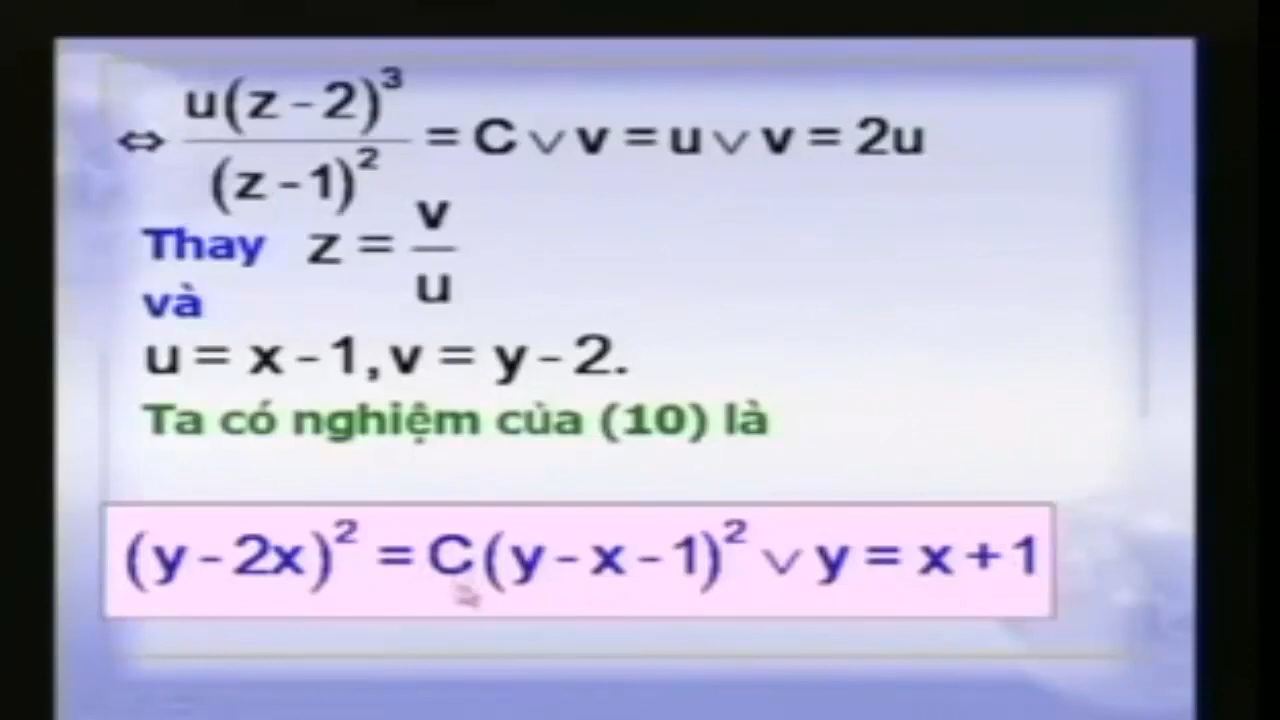 ⇔ u(z-2)³ / (z-1)² = C ∨ v = u ∨ v = 2u
Thay z = v/u
và
u = x - 1, v = y - 2.
Ta có nghiệm của (10) là
(y - 2x)² = C(y - x - 1)² ∨ y = x + 1